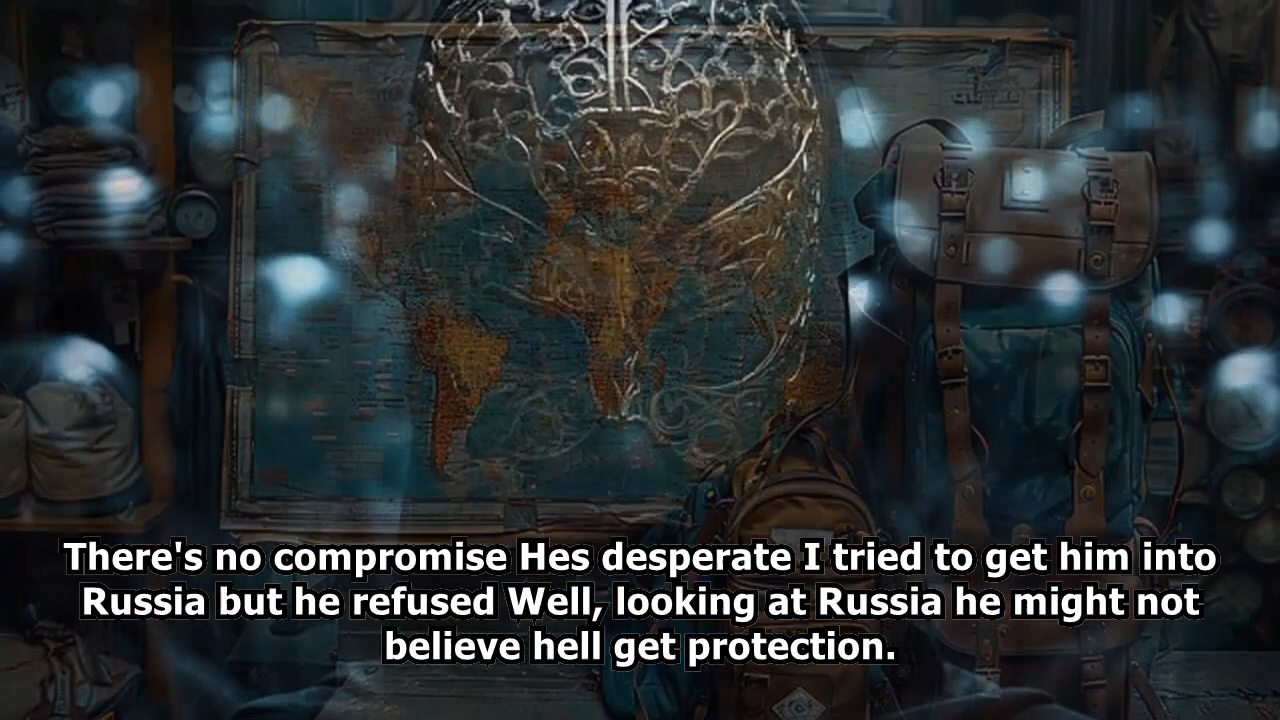 There's no compromise Hes desperate I tried to get him into
Russia but he refused Well, looking at Russia he might not
believe hell get protection.